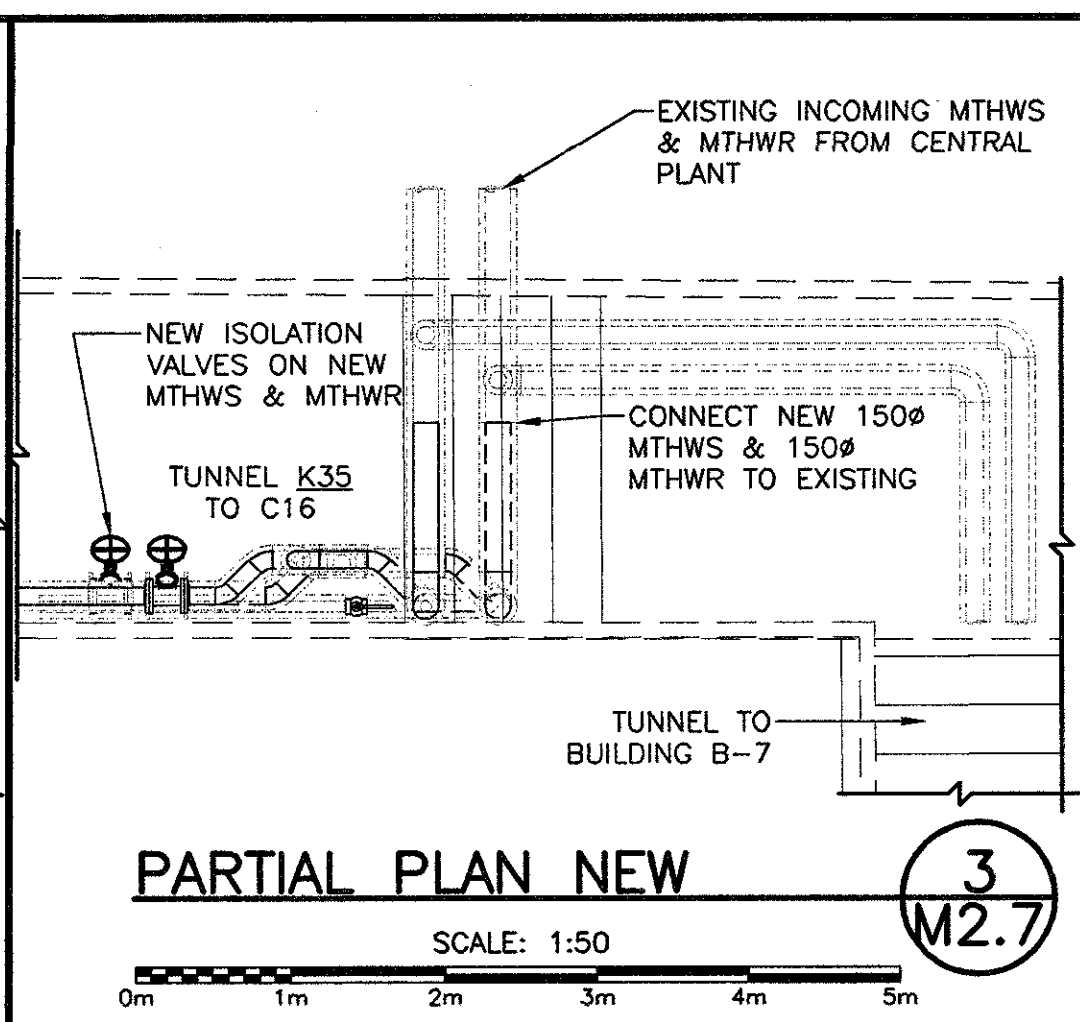 EXISTING INCOMING MTHWS
& MTHWR FROM CENTRAL
PLANT
NEW ISOLATION
VALVES ON NEW
MTHWS & MTHWR
CONNECT NEW 150ø
MTHWS & 150ø
MTHWR TO EXISTING
TUNNEL K35
TO C16
TUNNEL TO
BUILDING B-7
PARTIAL PLAN NEW
3
M2.7
SCALE: 1:50
0m 1m 2m 3m 4m 5m